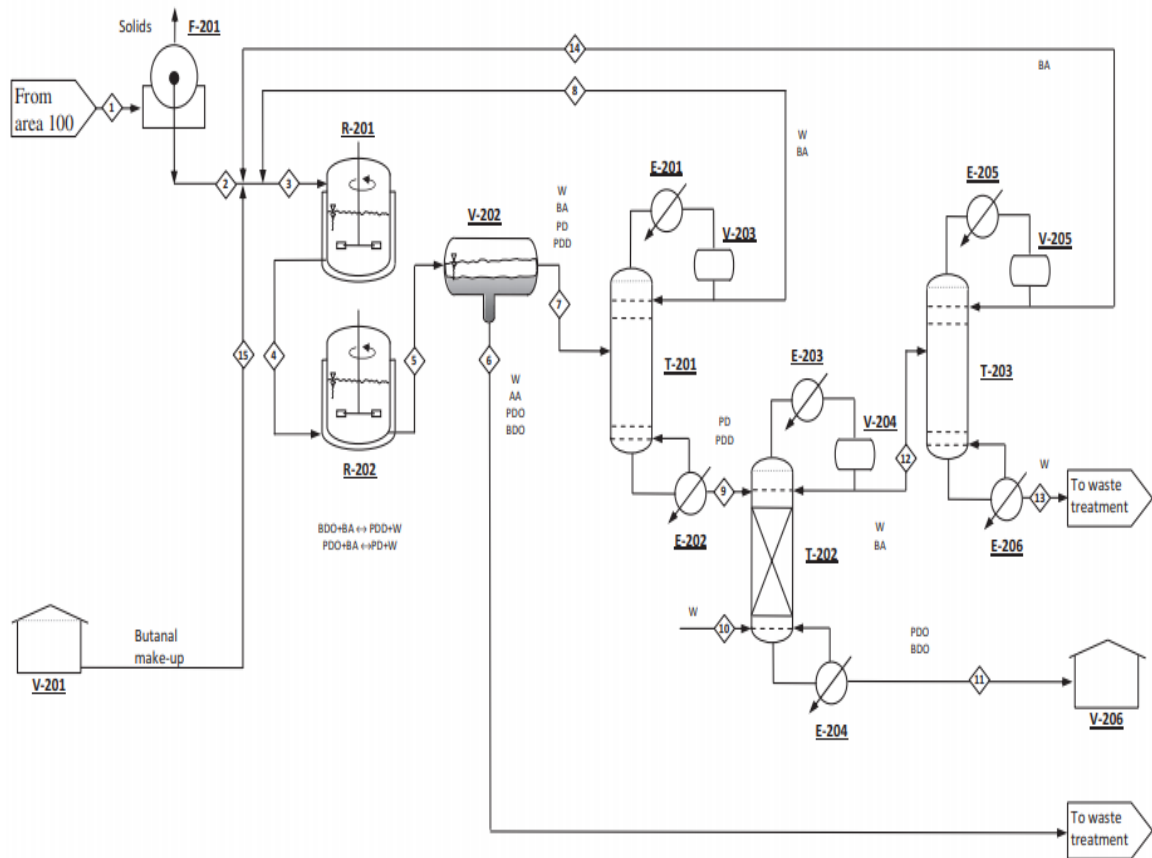 Solids
F-201
14
BA
From
area 100
1
8
R-201
W
BA
E-201
E-205
2
3
W
BA
PD
PDD
V-202
V-203
V-205
7
15
4
5
6
E-203
T-201
T-203
W
AA
PDO
BDO
PD
PDD
V-204
12
R-202
W
9
13
To waste
treatment
BDO+BA ↔ PDD+W
PDO+BA ↔PD+W
E-202
W
BA
E-206
T-202
W
10
PDO
BDO
Butanal
make-up
11
V-201
E-204
V-206
To waste
treatment